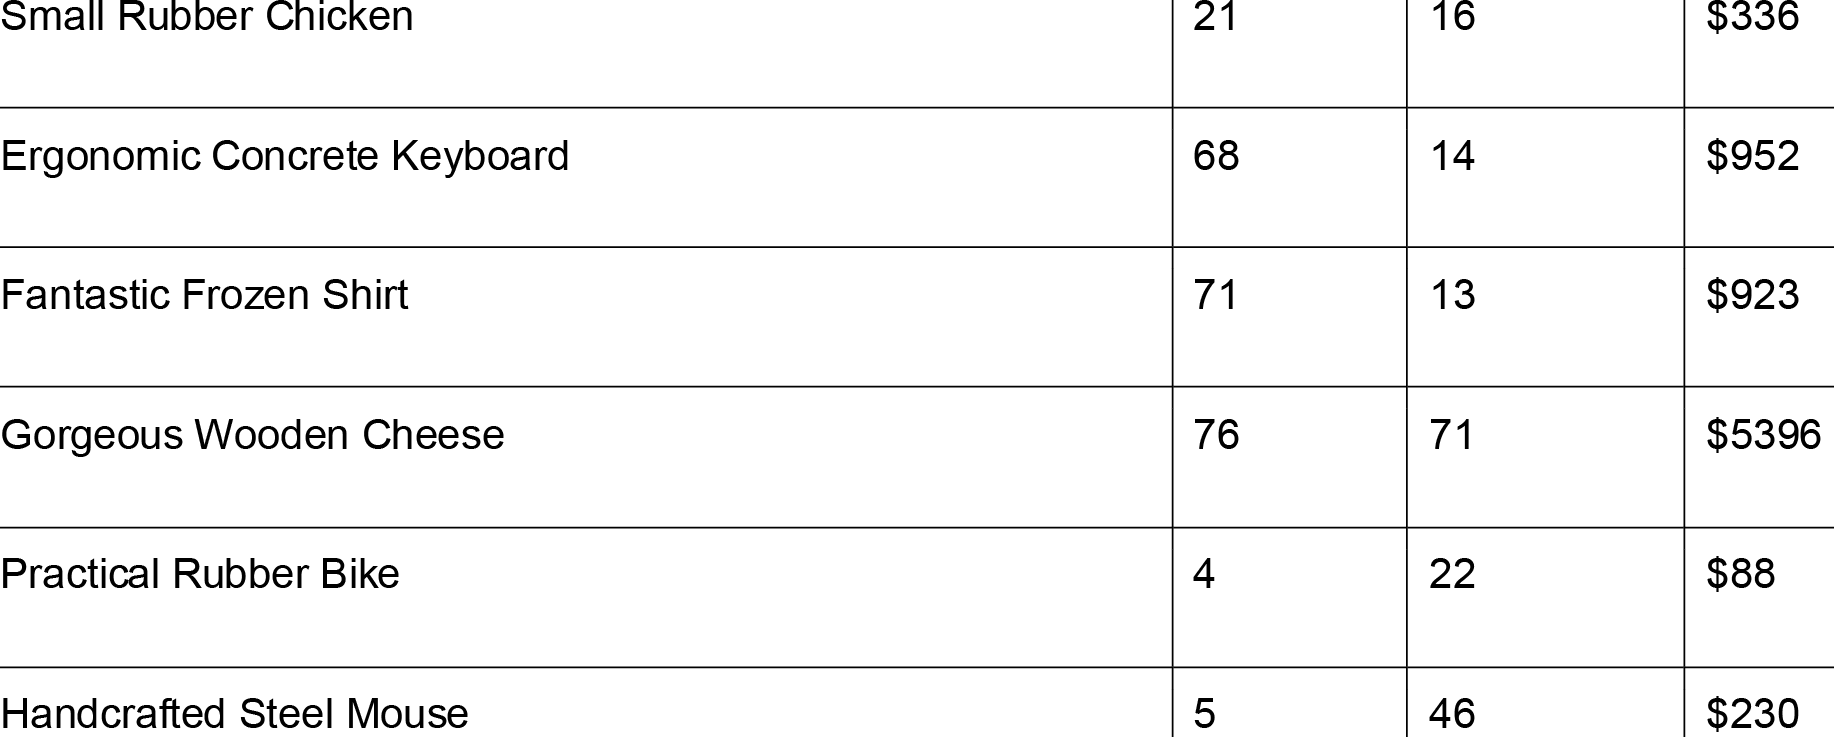 Small Rubber Chicken 21 16 $336
Ergonomic Concrete Keyboard 68 14 $952
Fantastic Frozen Shirt 71 13 $923
Gorgeous Wooden Cheese 76 71 $5396
Practical Rubber Bike 4 22 $88
Handcrafted Steel Mouse 5 46 $230